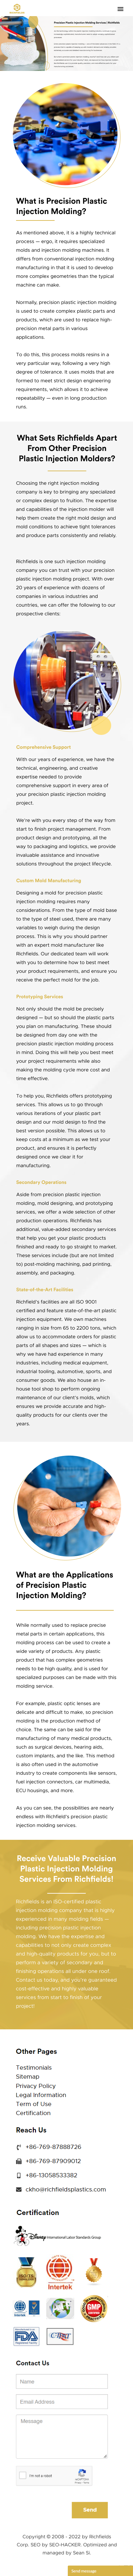 Precision Plastic Injection Molding Services | Richfields
What is Precision Plastic
Injection Molding?
As mentioned above, it is a highly technical
process — ergo, it requires specialized
molds and injection molding machines. It
differs from conventional injection molding
manufacturing in that it is used to develop
more complex geometries than the typical
machine can make.
Normally, precision plastic injection molding
is used to create complex plastic parts and
products, which are also used to replace high-
precision metal parts in various
applications.
To do this, this process molds resins in a
very particular way, following a very high
degree of tolerance. It uses molds that are
formed to meet strict design engineering
requirements, which allows it to achieve
repeatability — even in long production
runs.
What Sets Richfields Apart
From Other Precision
Plastic Injection Molders?
Choosing the right injection molding
company is key to bringing any specialized
or complex design to fruition. The expertise
and capabilities of the injection molder will
help them create the right mold design and
help them understand how to best design
and produce parts consistently and reliably.
Richfields is one such injection molding
company you can trust with your precision
plastic injection molding project. With over
20 years of experience with dozens of
companies in various industries and
countries, we can offer the following to our
prospective clients:
Comprehensive Support
With our years of experience, we have the
technical, engineering, and creative
expertise needed to provide
comprehensive support in every area of
your precision plastic injection molding
project.
We're with you every step of the way from
start to finish project management. From
product design and prototyping, all the
way to packaging and logistics, we provide
invaluable assistance and innovative
solutions throughout the project lifecycle.
Custom Mold Manufacturing
Designing a mold for precision plastic
injection molding requires many
considerations. From the type of mold base
to the amount of your order, there are many
variables to weigh during the design
process. This is why you should partner
with an expert mold manufacturer like
Richfields. Our dedicated team will work
with you to determine how to best meet
your product requirements, and ensure you
receive the perfect mold for the job.
Prototyping Services
Not only should the mold be precisely
designed — but so should the plastic parts
you plan on manufacturing. The design
should be formed from day one with the
precision plastic injection molding process
in mind. Doing this will help you best meet
your cost and time targets while also
making the molding cycle more cost and
time effective.
To help you, Richfields offers prototyping
services. This allows us to go through
various iterations of your plastic part
design and our mold design to find the
best version possible. This allows us to
keep costs at a minimum as well as your
product, and ensures it is perfectly
designed once we clear it for
manufacturing.
Secondary Operations
Aside from precision plastic injection
molding, mold design, and prototyping
services, we offer a wide selection of other
production operations. Richfields has
additional, value-added services and more
that help you get your plastic products
finished and ready to go straight to market.
These services include (but are not limited
to) post-molding machining, pad printing,
assembly, and packaging.
State-of-the-Art Facilities
Richfield's facilities are all ISO 9001
certified and feature some of the state-of-the-art plastic
injection equipment. We own machines
ranging in size from 65 to 2200 tons, which
allow us to accommodate precision plastic
parts of all shapes and sizes — which is
why we have had experience in many
industries, including medical equipment,
industrial tooling, automotive, sports, and
consumer goods. We also house an in-
house tool shop to perform ongoing
maintenance of our client's molds, which
ensures we provide accurate and high-
quality products for our clients over the
years.
What are the Applications
of Precision Plastic
Injection Molding?
While normally used to replace precise
metal parts in certain applications, this
molding process can be used to create a
wide variety of products. Any plastic
product that has complex geometries
needs to be high quality, and is used for
specialized purposes can be made with this
molding service.
For example, plastic optic lenses are
delicate and difficult to make, so precision
molding is the production method of
choice. The same can be said for the
manufacturing of many medical products,
such as surgical devices, hearing aids,
custom implants, and the like. This method
is also often used in the automotive
industry to create components like sensors,
fuel injection connectors, car multimedia,
ECU housings, and more.
As you can see, the possibilities are nearly
endless with Richfield's precision plastic
injection molding services.
Receive Valuable Precision
Plastic Injection Molding
Services From Richfields!
Richfields is an ISO-certified plastic
injection molding company that is highly
experienced in many molding fields —
including precision injection plastic
molding. We have the expertise and
capabilities to not only create complex
and high-quality products for you, but to
perform a variety of secondary and
finishing operations all under one roof.
Contact us today, and you're guaranteed
cost-effective and highly valuable
services from start to finish of your
project.
Other Pages
Testimonials
Sitemap
Privacy Policy
Legal Information
Term of Use
Certification
Reach Us
+86-769-87888726
+86-769-87909012
+86-13058533382
ckho@richfieldsplastics.com
Certification
Disney International Labor Standards Group
Intertek
GMP
FDA
Contact Us
Name
Email Address
Message
I'm not a robot
reCAPTCHA
Send
Copyright © 2008 - 2022 by Richfields
Corp. SEO by SEO-HACKER. Optimized and
managed by Sean Si.
Send message